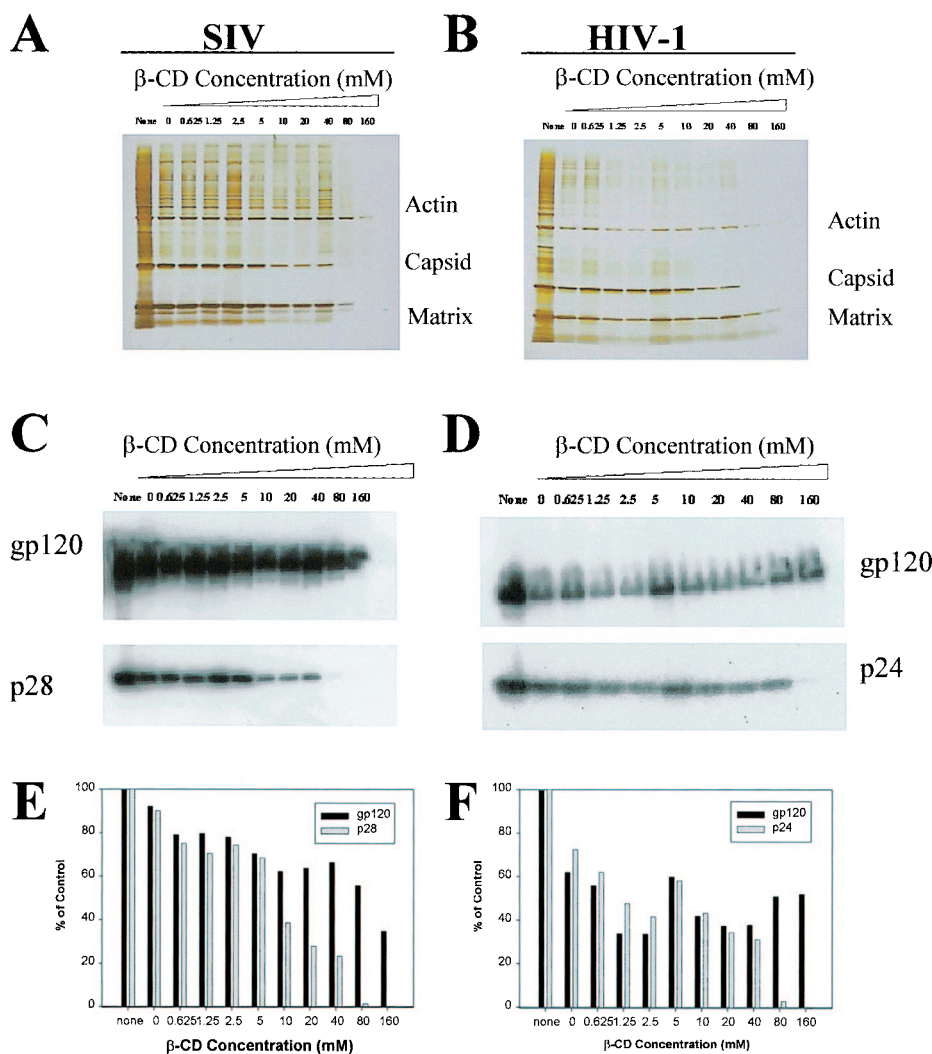 A
SIV
β-CD Concentration (mM)
None 0 0.625 1.25 2.5 5 10 20 40 80 160
Actin
Capsid
Matrix
B
HIV-1
β-CD Concentration (mM)
None 0 0.625 1.25 2.5 5 10 20 40 80 160
Actin
Capsid
Matrix
C
β-CD Concentration (mM)
None 0 0.625 1.25 2.5 5 10 20 40 80 160
gp120
p28
D
β-CD Concentration (mM)
None 0 0.625 1.25 2.5 5 10 20 40 80 160
gp120
p24
E
100
80
60
40
20
0
% of Control
gp120
p28
none 0 0.625 1.25 2.5 5 10 20 40 80 160
β-CD Concentration (mM)
F
100
80
60
40
20
0
% of Control
gp120
p24
none 0 0.625 1.25 2.5 5 10 20 40 80 160
β-CD Concentration (mM)